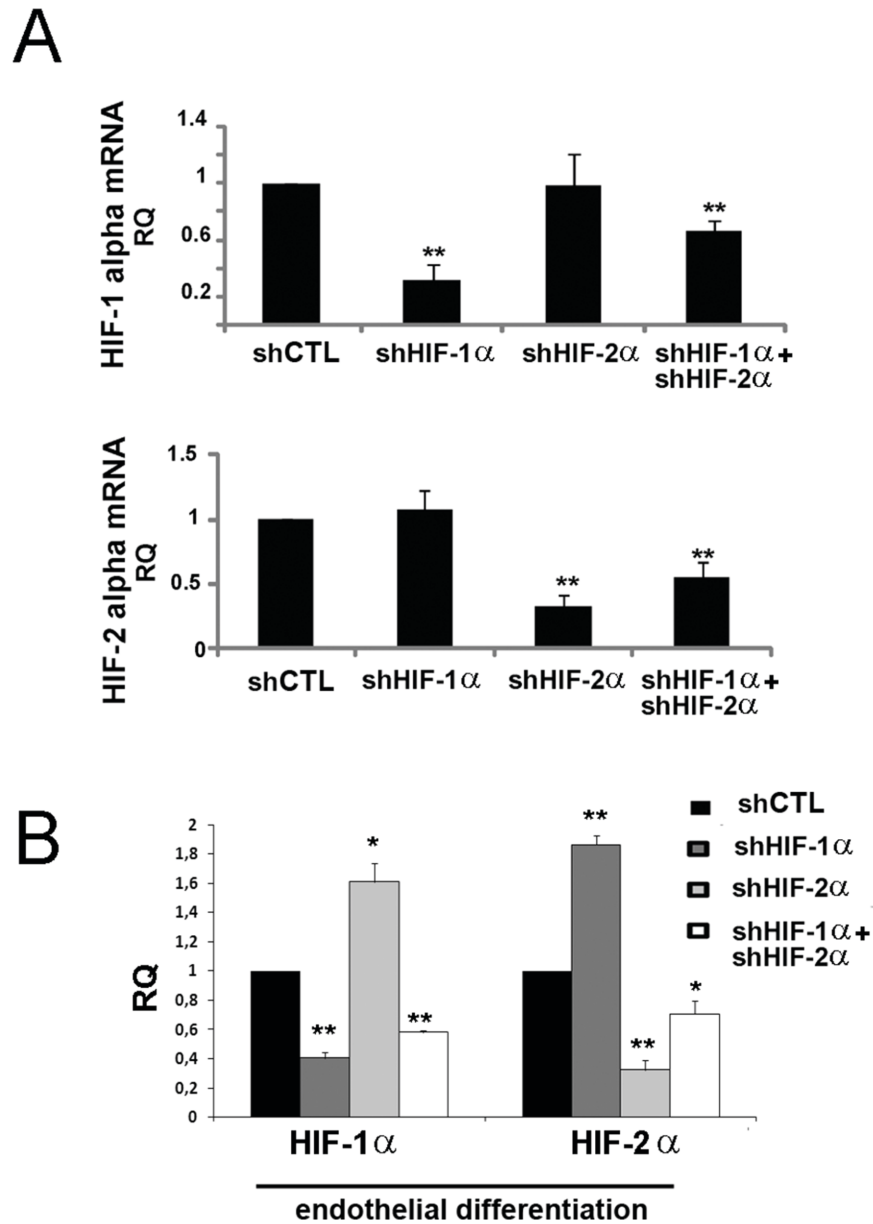 A
HIF-1 alpha mRNA
RQ
1.4
1
0.6
0.2
**
**
shCTL
shHIF-1α
shHIF-2α
shHIF-1α+
shHIF-2α
HIF-2 alpha mRNA
RQ
1.5
1
0.5
0
**
**
shCTL
shHIF-1α
shHIF-2α
shHIF-1α+
shHIF-2α
B
RQ
2
1,8
1,6
1,4
1,2
1
0,8
0,6
0,4
0,2
0
**
*
**
**
**
*
shCTL
shHIF-1α
shHIF-2α
shHIF-1α+
shHIF-2α
HIF-1α
HIF-2 α
endothelial differentiation